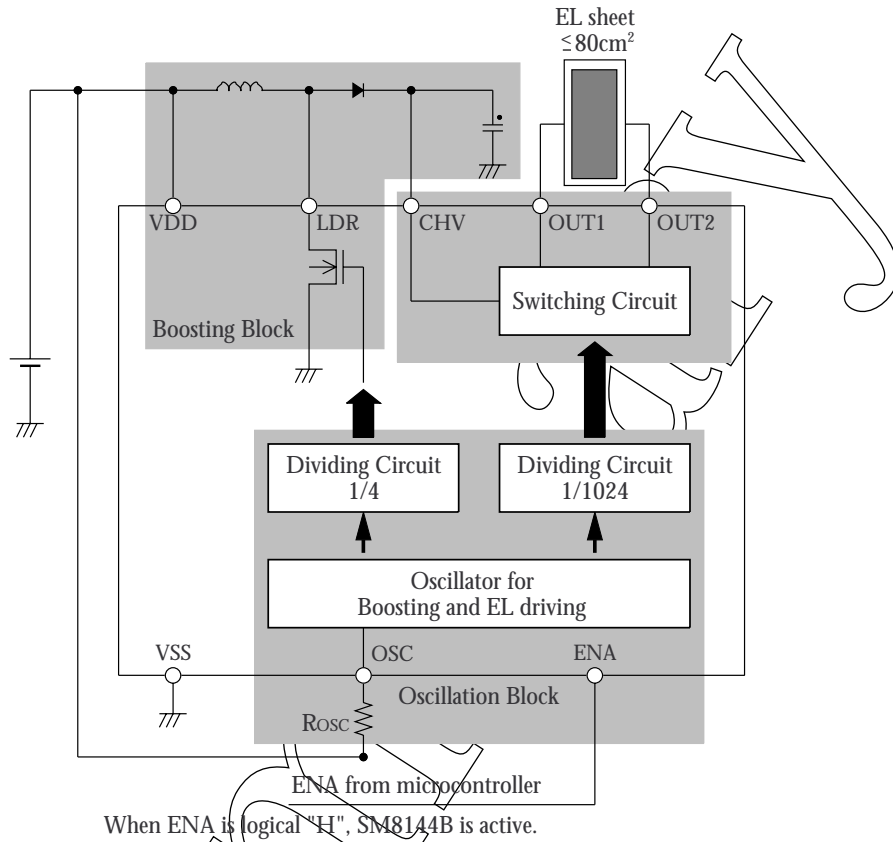 EL sheet
≤80cm²
VDD
LDR
CHV
OUT1
OUT2
Switching Circuit
Boosting Block
Dividing Circuit
1/4
Dividing Circuit
1/1024
Oscillator for
Boosting and EL driving
VSS
OSC
ENA
Oscillation Block
ROSC
ENA from microcontroller
When ENA is logical "H", SM8144B is active.